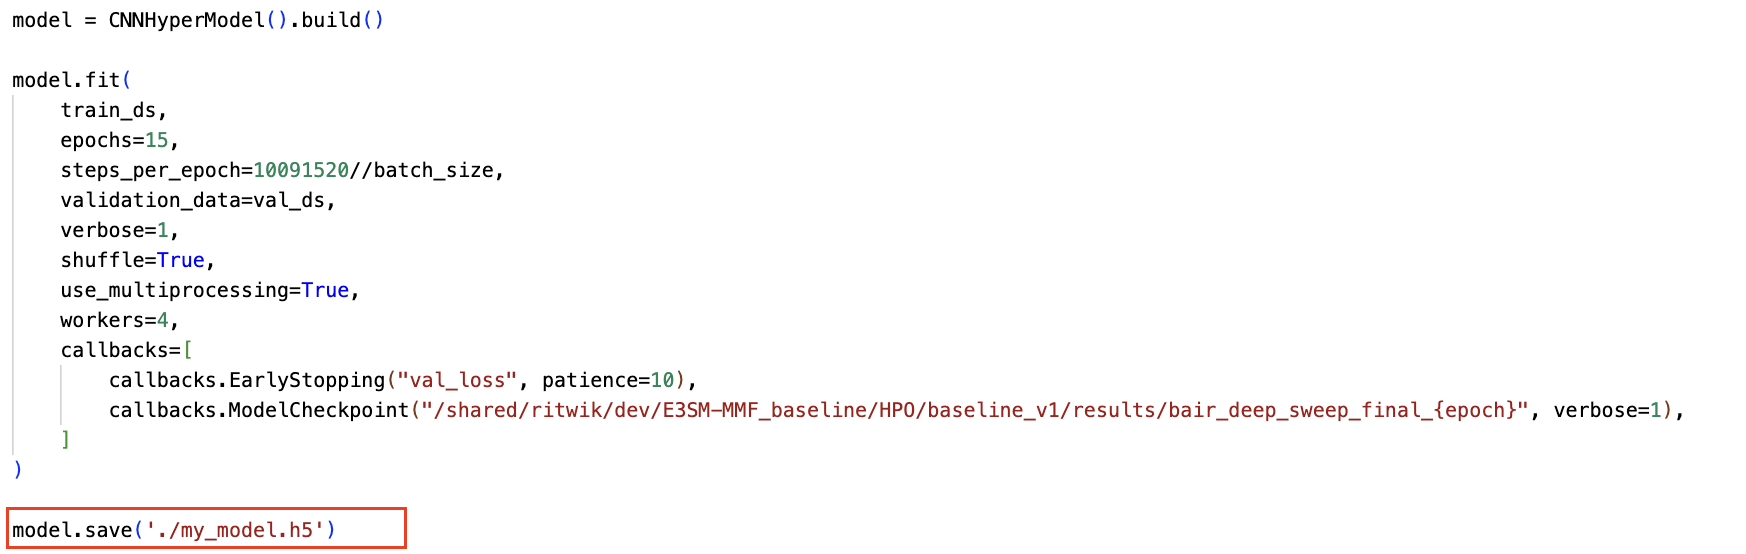 model = CNNHyperModel().build()
model.fit(
train_ds,
epochs=15,
steps_per_epoch=10091520//batch_size,
validation_data=val_ds,
verbose=1,
shuffle=True,
use_multiprocessing=True,
workers=4,
callbacks=[
callbacks.EarlyStopping("val_loss", patience=10),
callbacks.ModelCheckpoint("/shared/ritwik/dev/E3SM-MMF_baseline/HPO/baseline_v1/results/bair_deep_sweep_final_{epoch}", verbose=1),
]
)
model.save('./my_model.h5')